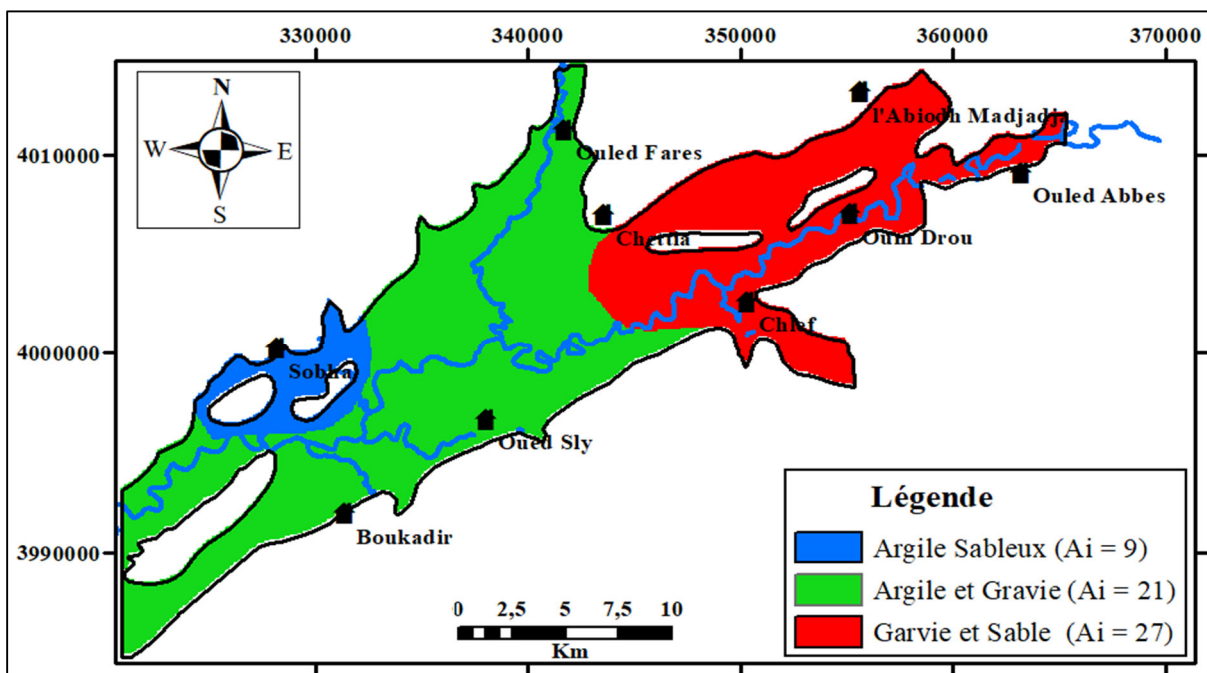 330000 340000 350000 360000 370000
N
W E
S
4010000
4000000
3990000
l'Abiodh Madjadja
Ouled Fares
Ouled Abbes
Chettia
Oum Drou
Chlef
Sobha
Oued Sly
Boukadir
0 2,5 5 7,5 10
Km
Légende
Argile Sableux (Ai = 9)
Argile et Gravie (Ai = 21)
Garvie et Sable (Ai = 27)